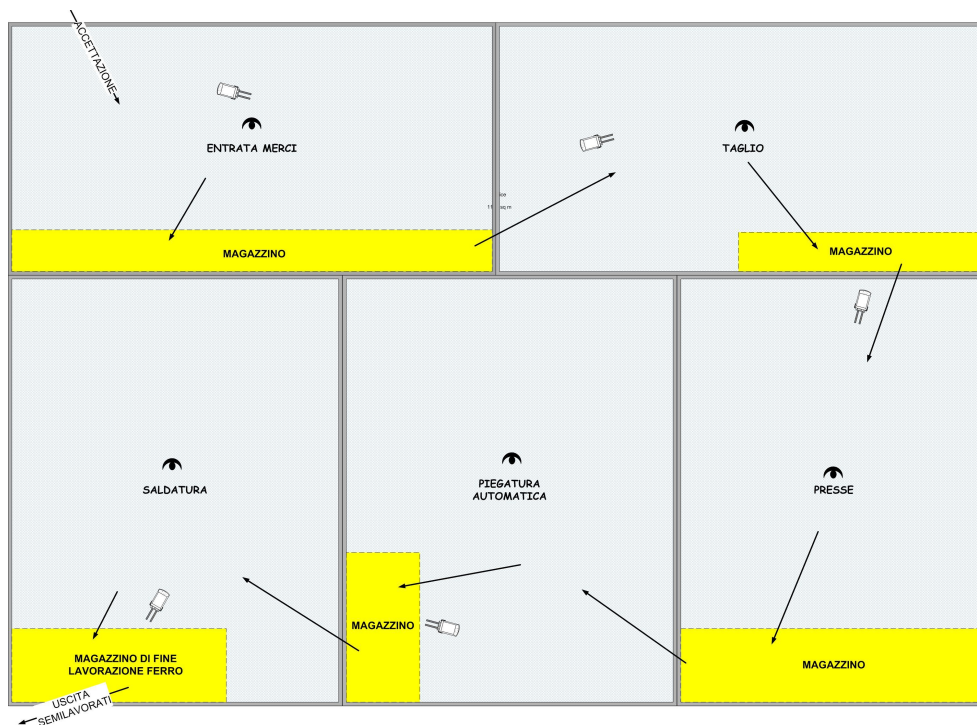 ACCETTAZIONE
ENTRATA MERCI
TAGLIO
MAGAZZINO
MAGAZZINO
SALDATURA
PIEGATURA
AUTOMATICA
PRESSE
MAGAZZINO
MAGAZZINO DI FINE
LAVORAZIONE FERRO
MAGAZZINO
USCITA
SEMILAVORATI